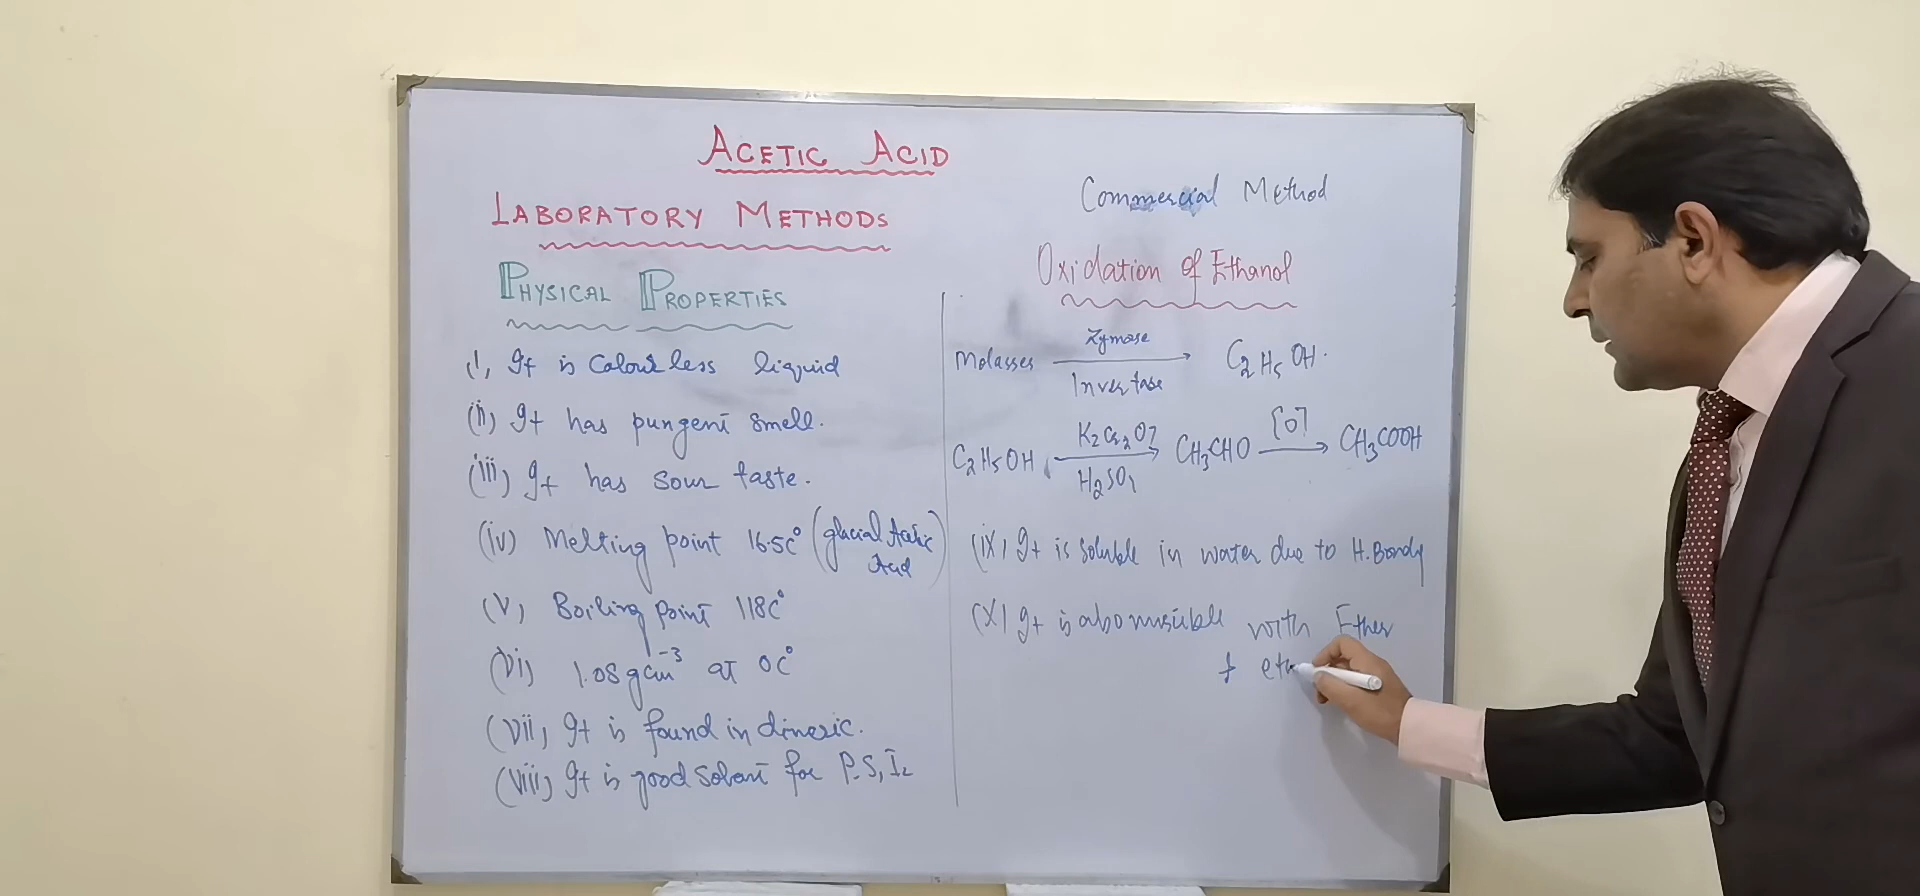 ACETIC ACID
LABORATORY METHODS
PHYSICAL PROPERTIES
(i) It is Colourless liquid
(ii) It has pungent smell.
(iii) It has sour taste.
(iv) Melting point 16.5C° (glacial Acetic
Acid)
(v) Boiling point 118C°
(vi) 1.08 gcm⁻³ at 0C°
(vii) It is found in dimeric.
(viii) It is good solvent for P, S, I₂
Commercial Method
Oxidation of Ethanol
Molasses Zymase Invertase → C₂H₅OH.
C₂H₅OH K₂Cr₂O7 H₂SO₄ → CH₃CHO [O] → CH₃COOH
(ix) It is soluble in water due to H.Bondg
(x) It is also miscible with Ether
+ eth